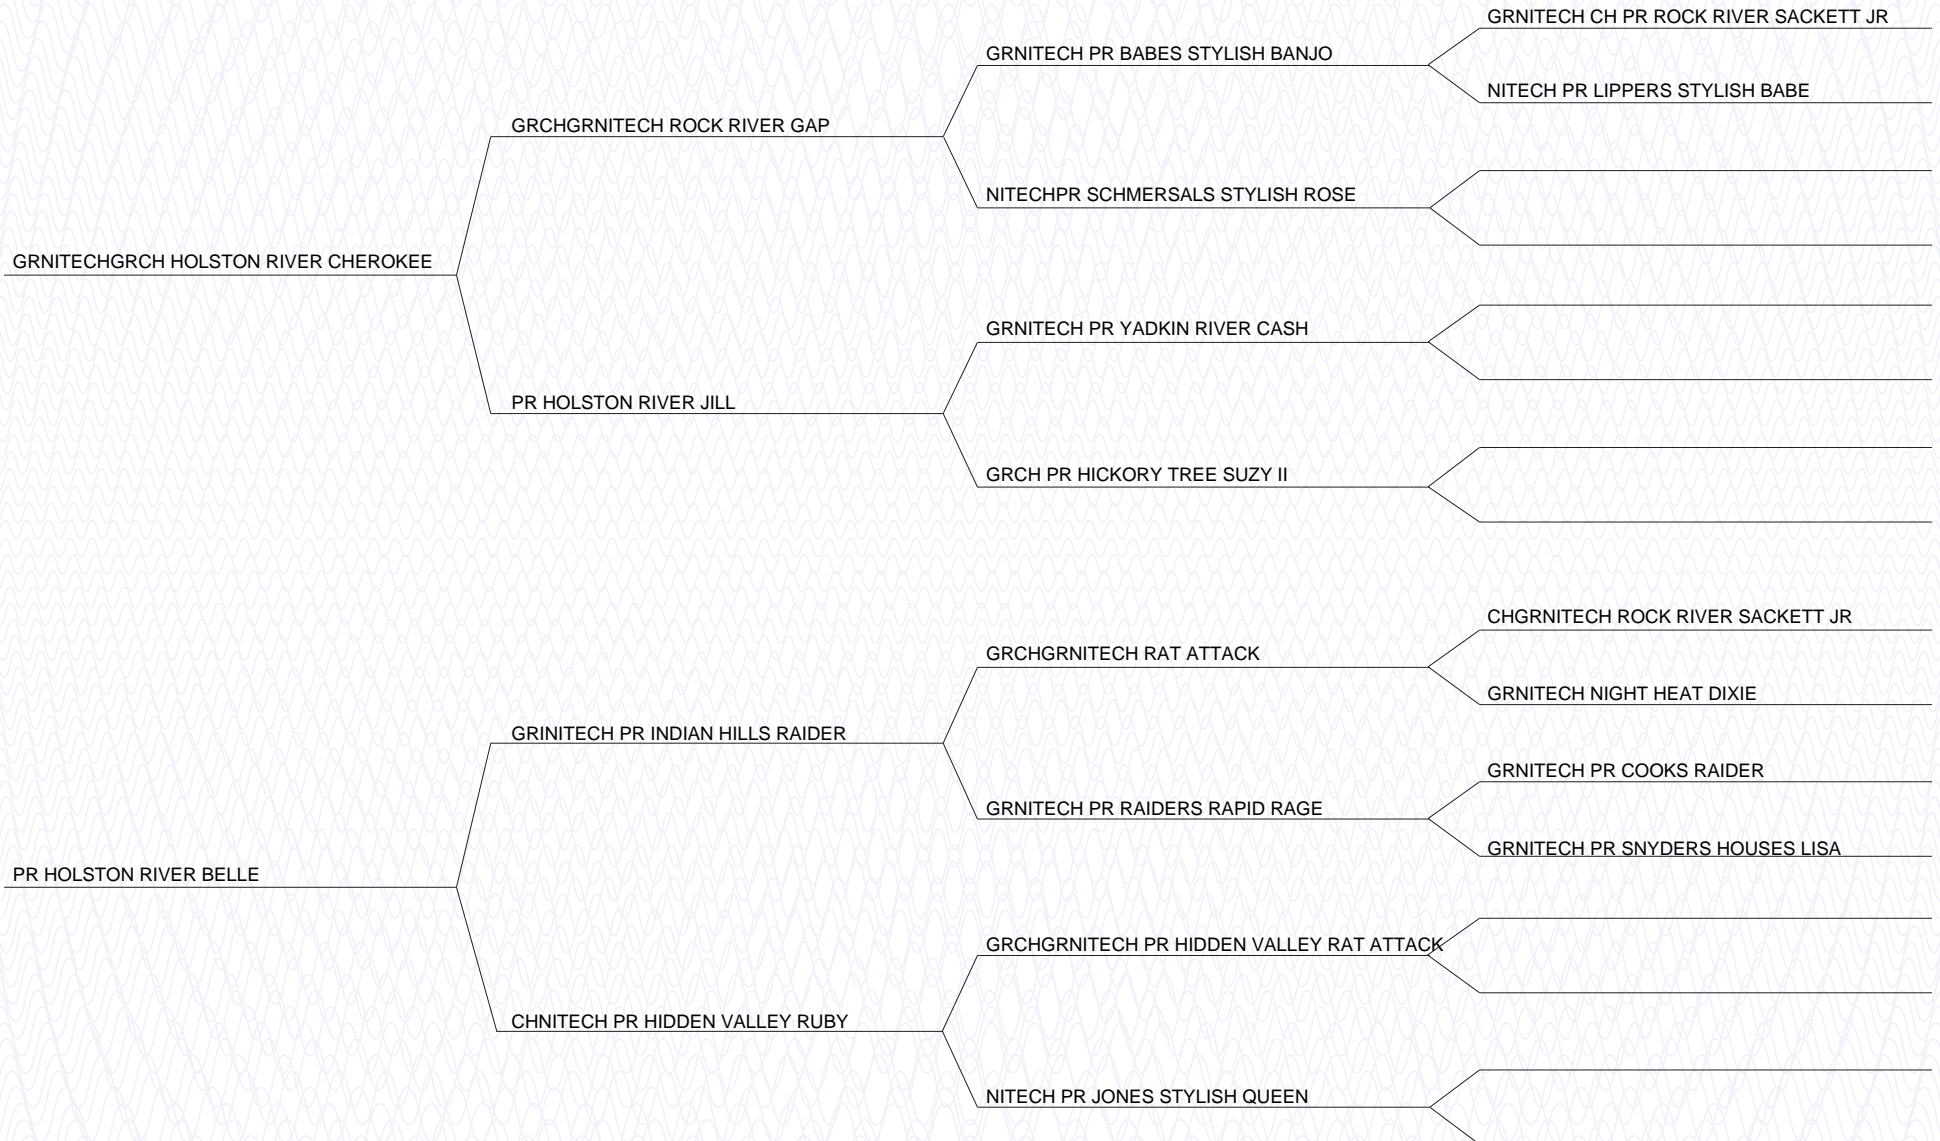 GRNITECH CH PR ROCK RIVER SACKETT JR
GRNITECH PR BABES STYLISH BANJO
NITECH PR LIPPERS STYLISH BABE
GRCHGRNITECH ROCK RIVER GAP
NITECHPR SCHMERSALS STYLISH ROSE
GRNITECHGRCH HOLSTON RIVER CHEROKEE
GRNITECH PR YADKIN RIVER CASH
PR HOLSTON RIVER JILL
GRCH PR HICKORY TREE SUZY II
CHGRNITECH ROCK RIVER SACKETT JR
GRCHGRNITECH RAT ATTACK
GRNITECH NIGHT HEAT DIXIE
GRINITECH PR INDIAN HILLS RAIDER
GRNITECH PR COOKS RAIDER
GRNITECH PR RAIDERS RAPID RAGE
GRNITECH PR SNYDERS HOUSES LISA
PR HOLSTON RIVER BELLE
GRCHGRNITECH PR HIDDEN VALLEY RAT ATTACK
CHNITECH PR HIDDEN VALLEY RUBY
NITECH PR JONES STYLISH QUEEN